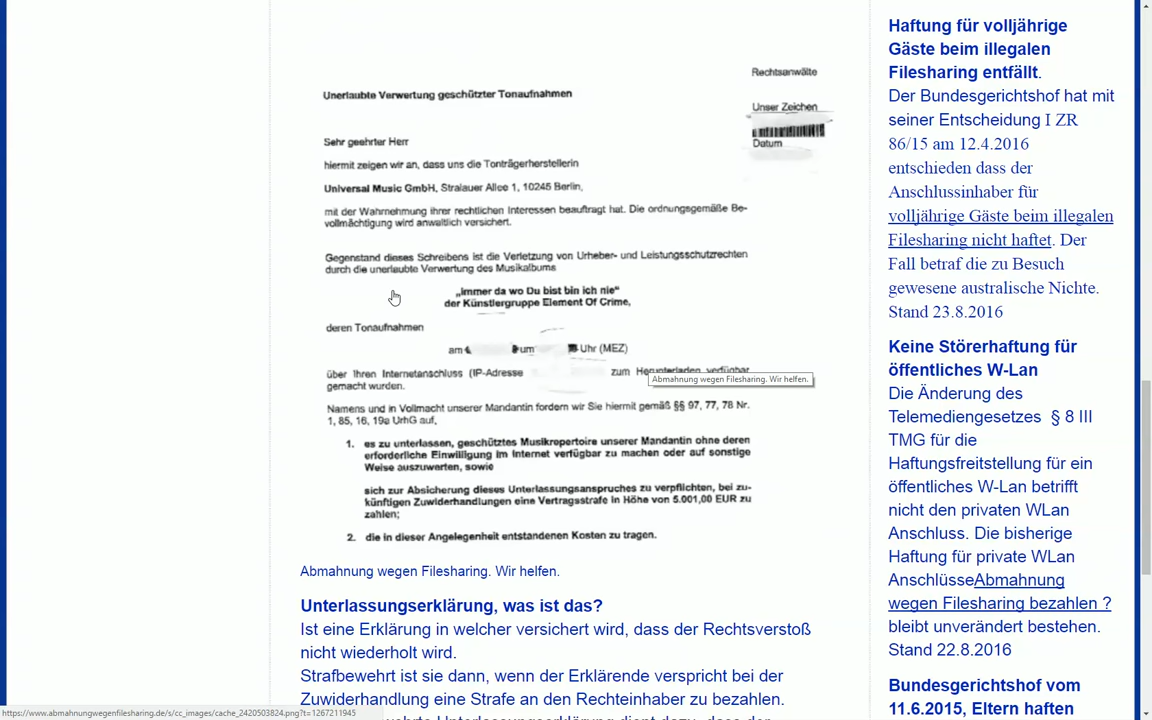 Rechtsanwälte
Unerlaubte Verwertung geschützter Tonaufnahmen
Unser Zeichen
Datum
Sehr geehrter Herr
hiermit zeigen wir an, dass uns die Tonträgerherstellerin
Universal Music GmbH, Stralauer Allee 1, 10245 Berlin,
mit der Wahrnehmung ihrer rechtlichen Interessen beauftragt hat. Die ordnungsgemäße Be-
vollmächtigung wird anwaltlich versichert.
Gegenstand dieses Schreibens ist die Verletzung von Urheber- und Leistungsschutzrechten
durch die unerlaubte Verwertung des Musikalbums
„Immer da wo Du bist bin ich nie“
der Künstlergruppe Element Of Crime,
deren Tonaufnahmen
am um Uhr (MEZ)
über Ihren Internetanschluss (IP-Adresse zum Herunterladen verfügbar
gemacht wurden.
Abmahnung wegen Filesharing. Wir helfen.
Namens und in Vollmacht unserer Mandantin fordern wir Sie hiermit gemäß §§ 97, 77, 78 Nr.
1, 85, 16, 19a UrhG auf,
1. es zu unterlassen, geschütztes Musikrepertoire unserer Mandantin ohne deren
erforderliche Einwilligung im Internet verfügbar zu machen oder auf sonstige
Weise auszuwerten, sowie
sich zur Absicherung dieses Unterlassungsanspruches zu verpflichten, bei zu-
künftigen Zuwiderhandlungen eine Vertragsstrafe in Höhe von 5.001,00 EUR zu
zahlen;
2. die in dieser Angelegenheit entstandenen Kosten zu tragen.
Abmahnung wegen Filesharing. Wir helfen.
Unterlassungserklärung, was ist das?
Ist eine Erklärung in welcher versichert wird, dass der Rechtsverstoß
nicht wiederholt wird.
Strafbewehrt ist sie dann, wenn der Erklärende verspricht bei der
Zuwiderhandlung eine Strafe an den Rechteinhaber zu bezahlen.
https://www.abmahnungwegenfilesharing.de/s/cc_images/cache_2420503824.png?t=1267211945
Haftung für volljährige
Gäste beim illegalen
Filesharing entfällt.
Der Bundesgerichtshof hat mit
seiner Entscheidung I ZR
86/15 am 12.4.2016
entschieden dass der
Anschlussinhaber für
volljährige Gäste beim illegalen
Filesharing nicht haftet. Der
Fall betraf die zu Besuch
gewesene australische Nichte.
Stand 23.8.2016
Keine Störerhaftung für
öffentliches W-Lan
Die Änderung des
Telemediengesetzes § 8 III
TMG für die
Haftungsfreitstellung für ein
öffentliches W-Lan betrifft
nicht den privaten WLan
Anschluss. Die bisherige
Haftung für private WLan
AnschlüsseAbmahnung
wegen Filesharing bezahlen ?
bleibt unverändert bestehen.
Stand 22.8.2016
Bundesgerichtshof vom
11.6.2015, Eltern haften